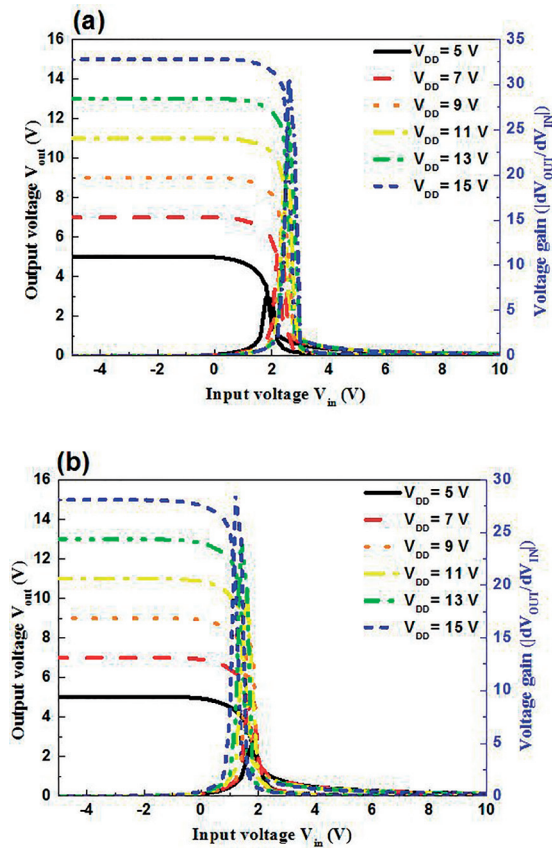 (a)
16
14
12
10
8
6
4
2
0
Output voltage Vout (V)
V_DD = 5 V
V_DD = 7 V
V_DD = 9 V
V_DD = 11 V
V_DD = 13 V
V_DD = 15 V
35
30
25
20
15
10
5
0
Voltage gain (|dV_OUT/dV_IN|)
-4 -2 0 2 4 6 8 10
Input voltage V_in (V)
(b)
16
14
12
10
8
6
4
2
0
Output voltage V_out (V)
V_DD = 5 V
V_DD = 7 V
V_DD = 9 V
V_DD = 11 V
V_DD = 13 V
V_DD = 15 V
30
25
20
15
10
5
0
Voltage gain (|dV_OUT/dV_IN|)
-4 -2 0 2 4 6 8 10
Input voltage V_in (V)